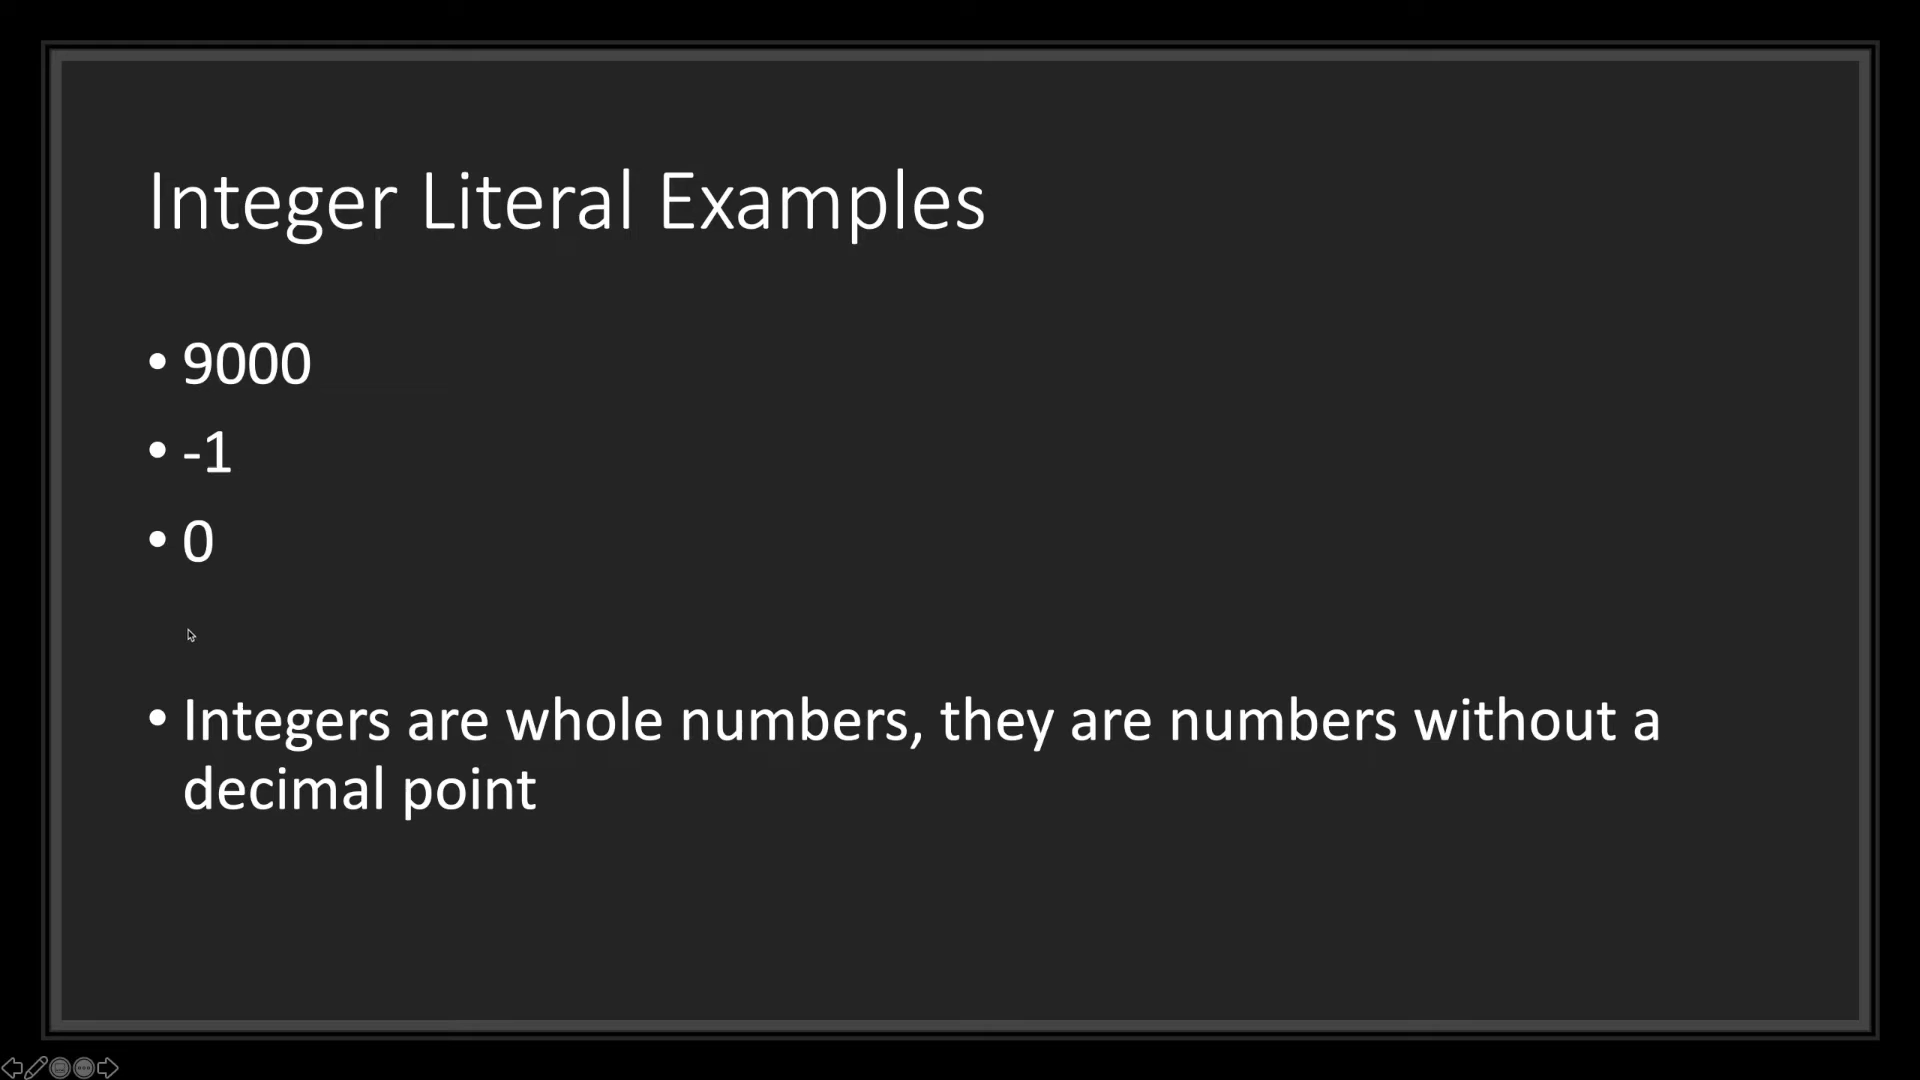 Integer Literal Examples
• 9000
• -1
• 0
• Integers are whole numbers, they are numbers without a
decimal point